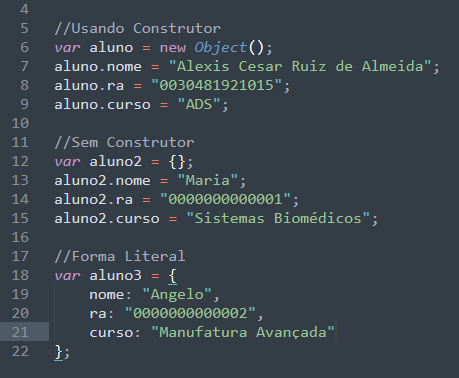 4
5 //Usando Construtor
6 var aluno = new Object();
7 aluno.nome = "Alexis Cesar Ruiz de Almeida";
8 aluno.ra = "0030481921015";
9 aluno.curso = "ADS";
10
11 //Sem Construtor
12 var aluno2 = {};
13 aluno2.nome = "Maria";
14 aluno2.ra = "0000000000001";
15 aluno2.curso = "Sistemas Biomédicos";
16
17 //Forma Literal
18 var aluno3 = {
19 nome: "Angelo",
20 ra: "0000000000002",
21 curso: "Manufatura Avançada"
22 };